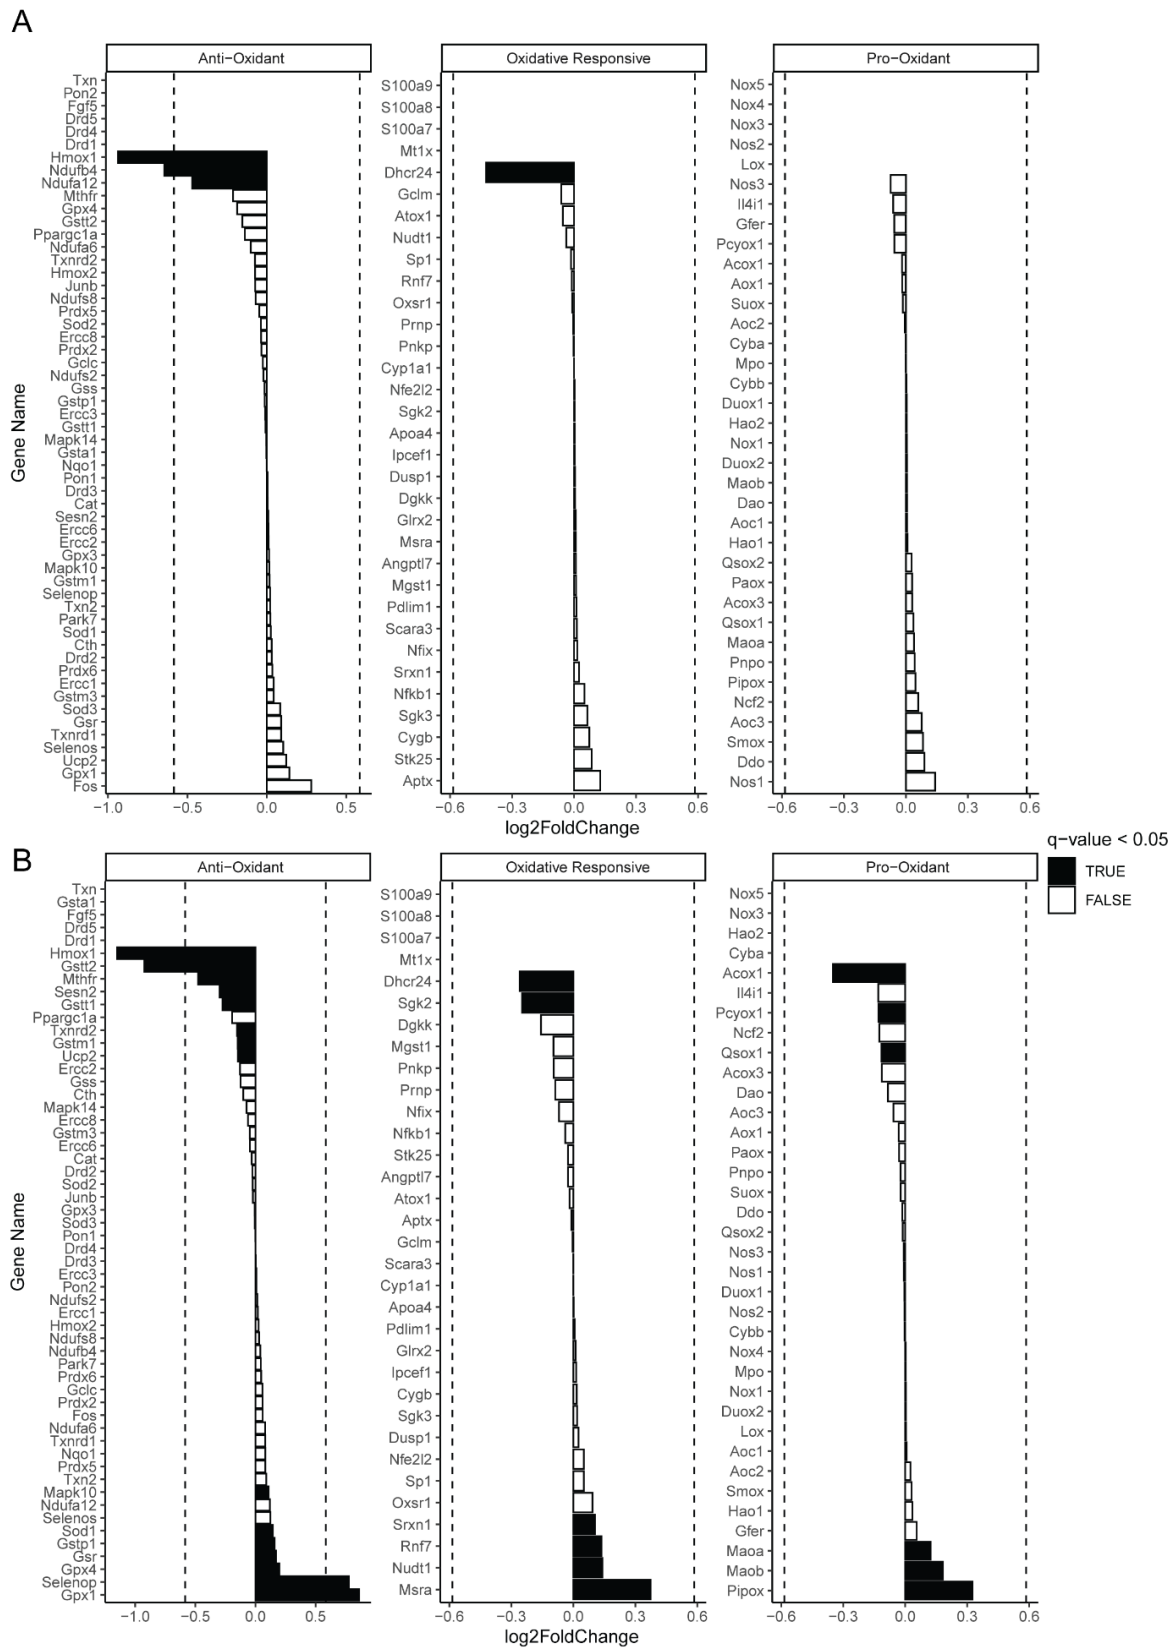 A
Anti−Oxidant
Txn
Pon2
Fgf5
Drd5
Drd4
Drd1
Hmox1
Ndufb4
Ndufa12
Mthfr
Gpx4
Gstt2
Ppargc1a
Ndufa6
Txnrd2
Hmox2
Junb
Ndufs8
Prdx5
Sod2
Ercc8
Prdx2
Gclc
Ndufs2
Gss
Gstp1
Ercc3
Gstt1
Mapk14
Gsta1
Nqo1
Pon1
Drd3
Cat
Sesn2
Ercc6
Ercc2
Gpx3
Mapk10
Gstm1
Selenop
Txn2
Park7
Sod1
Cth
Drd2
Prdx6
Ercc1
Gstm3
Sod3
Gsr
Txnrd1
Selenos
Ucp2
Gpx1
Fos
−1.0 −0.5 0.0 0.5
Oxidative Responsive
S100a9
S100a8
S100a7
Mt1x
Dhcr24
Gclm
Atox1
Nudt1
Sp1
Rnf7
Oxsr1
Prnp
Pnkp
Cyp1a1
Nfe2l2
Sgk2
Apoa4
Ipcef1
Dusp1
Dgkk
Glrx2
Msra
Angptl7
Mgst1
Pdlim1
Scara3
Nfix
Srxn1
Nfkb1
Sgk3
Cygb
Stk25
Aptx
−0.6 −0.3 0.0 0.3 0.6
Pro−Oxidant
Nox5
Nox4
Nox3
Nos2
Lox
Nos3
Il4i1
Gfer
Pcyox1
Acox1
Aox1
Suox
Aoc2
Cyba
Mpo
Cybb
Duox1
Hao2
Nox1
Duox2
Maob
Dao
Aoc1
Hao1
Qsox2
Paox
Acox3
Qsox1
Maoa
Pnpo
Pipox
Ncf2
Aoc3
Smox
Ddo
Nos1
−0.6 −0.3 0.0 0.3 0.6
Gene Name
log2FoldChange
q−value < 0.05
TRUE
FALSE
B
Anti−Oxidant
Txn
Gsta1
Fgf5
Drd5
Drd1
Hmox1
Gstt2
Mthfr
Sesn2
Gstt1
Ppargc1a
Txnrd2
Gstm1
Ucp2
Ercc2
Gss
Cth
Mapk14
Ercc8
Gstm3
Ercc6
Cat
Drd2
Sod2
Junb
Gpx3
Sod3
Pon1
Drd4
Drd3
Ercc3
Pon2
Ndufs2
Ercc1
Hmox2
Ndufs8
Ndufb4
Park7
Prdx6
Gclc
Prdx2
Fos
Ndufa6
Txnrd1
Nqo1
Prdx5
Txn2
Mapk10
Ndufa12
Selenos
Sod1
Gstp1
Gsr
Gpx4
Selenop
Gpx1
−1.0 −0.5 0.0 0.5
Oxidative Responsive
S100a9
S100a8
S100a7
Mt1x
Dhcr24
Sgk2
Dgkk
Mgst1
Pnkp
Prnp
Nfix
Nfkb1
Stk25
Angptl7
Atox1
Aptx
Gclm
Scara3
Cyp1a1
Apoa4
Pdlim1
Glrx2
Ipcef1
Cygb
Sgk3
Dusp1
Nfe2l2
Sp1
Oxsr1
Srxn1
Rnf7
Nudt1
Msra
−0.6 −0.3 0.0 0.3 0.6
Pro−Oxidant
Nox5
Nox3
Hao2
Cyba
Acox1
Il4i1
Pcyox1
Ncf2
Qsox1
Acox3
Dao
Aoc3
Aox1
Paox
Pnpo
Suox
Ddo
Qsox2
Nos3
Nos1
Duox1
Nos2
Cybb
Nox4
Mpo
Nox1
Duox2
Lox
Aoc1
Aoc2
Smox
Hao1
Gfer
Maoa
Maob
Pipox
−0.6 −0.3 0.0 0.3 0.6
Gene Name
log2FoldChange